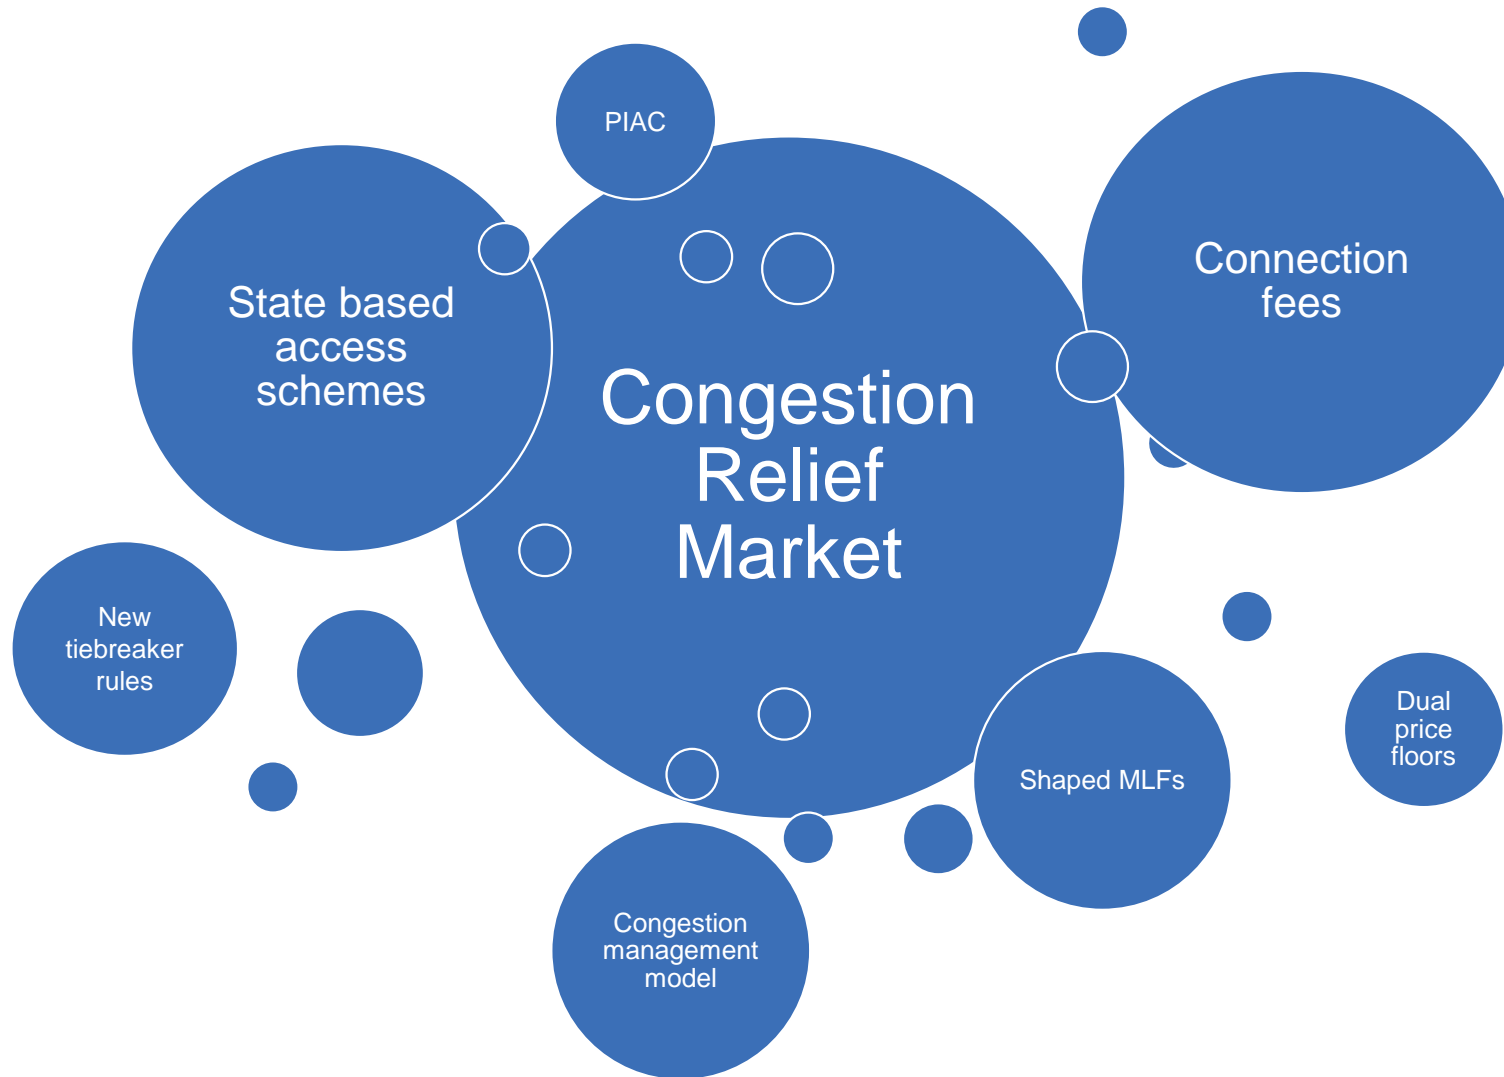 PIAC
State based
access
schemes
Connection
fees
Congestion
Relief
Market
New
tiebreaker
rules
Dual
price
floors
Shaped MLFs
Congestion
management
model